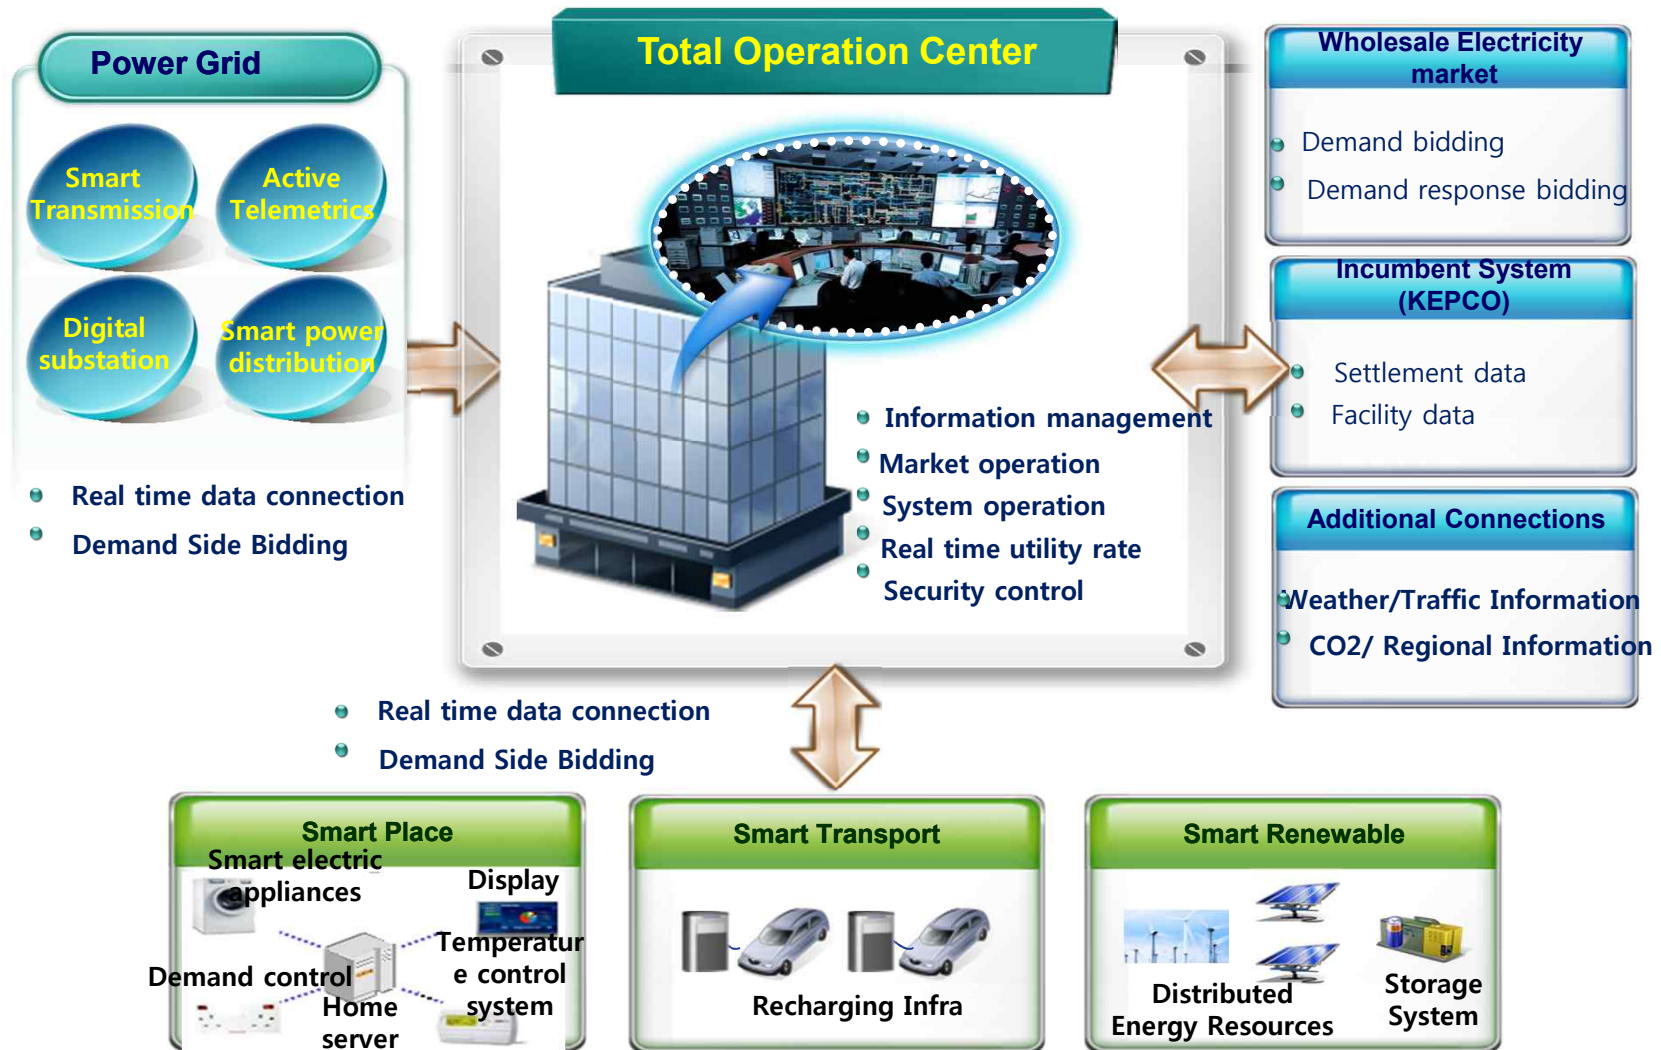 Power Grid
Smart
Transmission
Active
Telemetrics
Digital
substation
Smart power
distribution
Real time data connection
Demand Side Bidding
Total Operation Center
Information management
Market operation
System operation
Real time utility rate
Security control
Wholesale Electricity
market
Demand bidding
Demand response bidding
Incumbent System
(KEPCO)
Settlement data
Facility data
Additional Connections
Weather/Traffic Information
CO2/ Regional Information
Real time data connection
Demand Side Bidding
Smart Place
Smart electric
appliances
Display
Demand control
Temperatur
e control
system
Home
server
Smart Transport
Recharging Infra
Smart Renewable
Distributed
Energy Resources
Storage
System